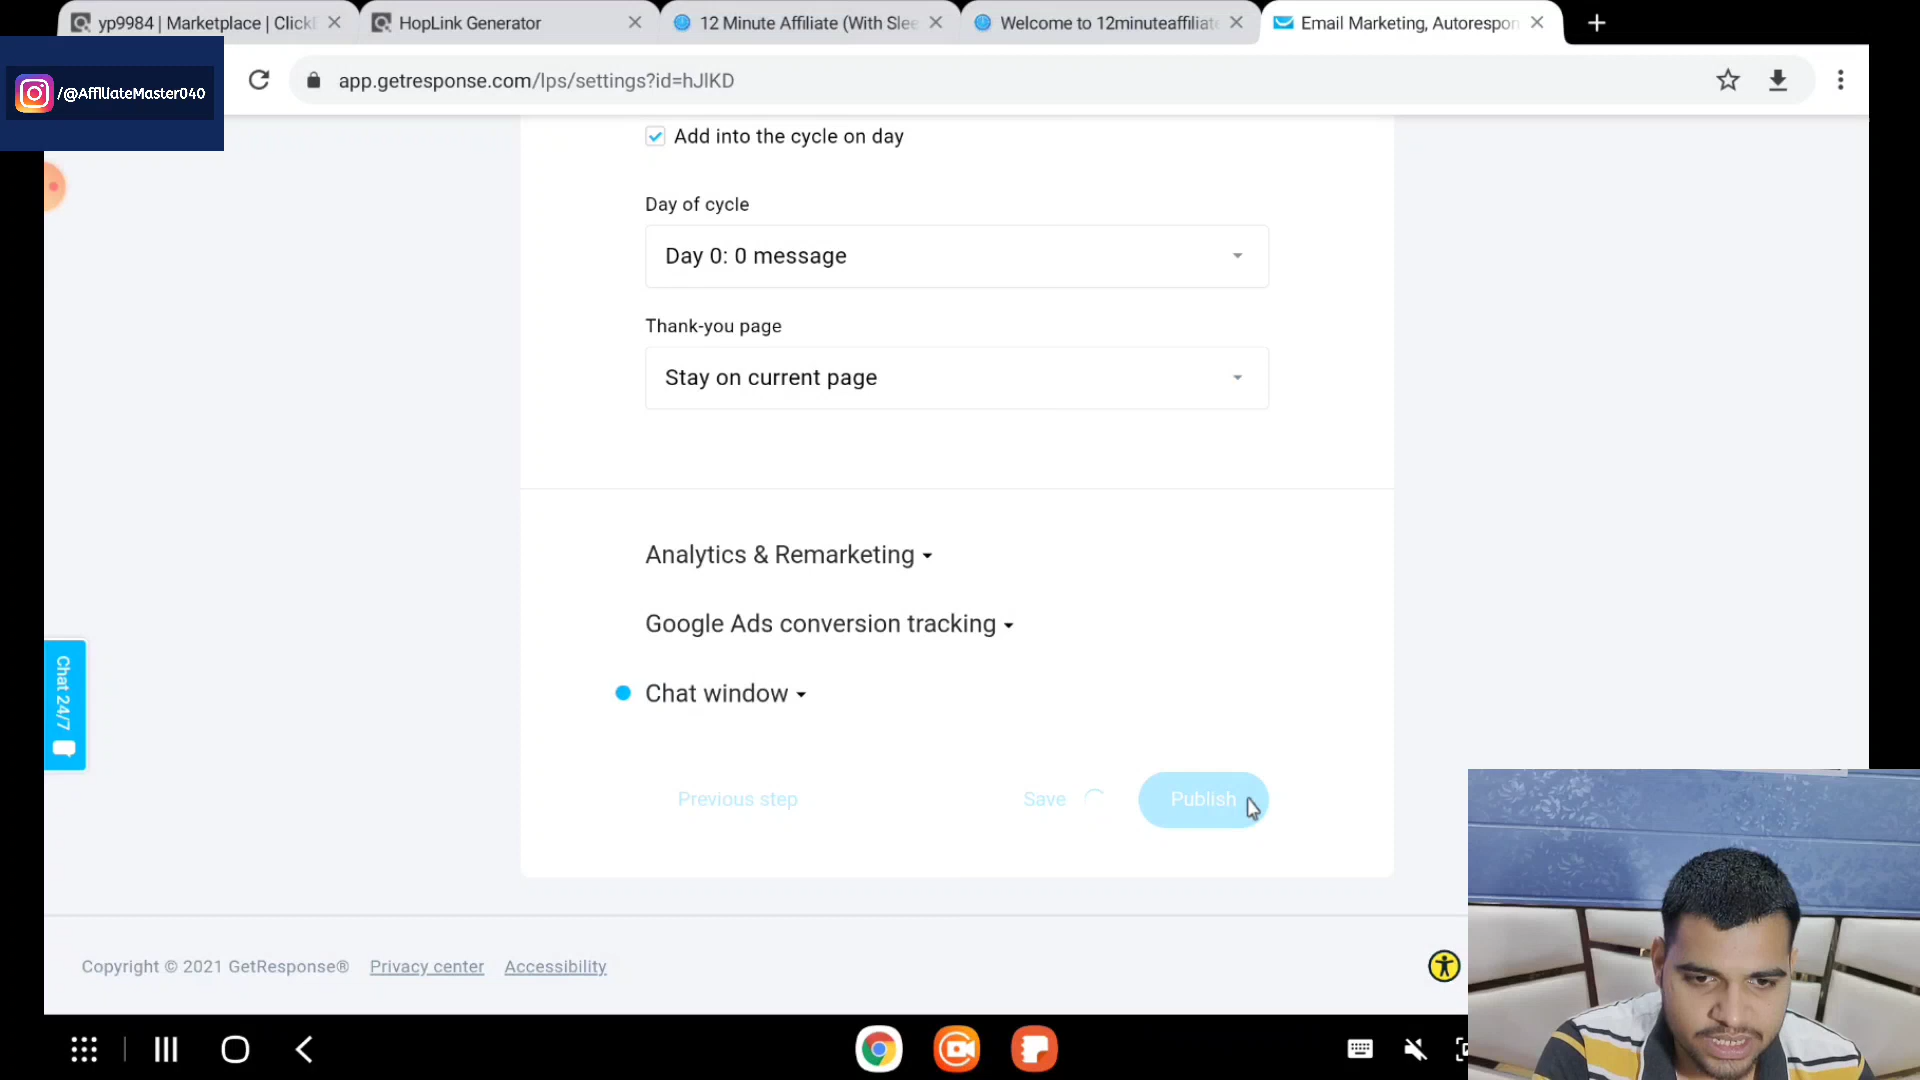 yp9984 | Marketplace | Click
HopLink Generator
12 Minute Affiliate (With Slee
Welcome to 12minuteaffiliate
Email Marketing, Autorespon
/@AffiliateMaster040
app.getresponse.com/lps/settings?id=hJlKD
Add into the cycle on day
Day of cycle
Day 0: 0 message
Thank-you page
Stay on current page
Analytics & Remarketing
Google Ads conversion tracking
Chat window
Chat 24/7
Previous step
Save
Publish
Copyright © 2021 GetResponse®
Privacy center
Accessibility